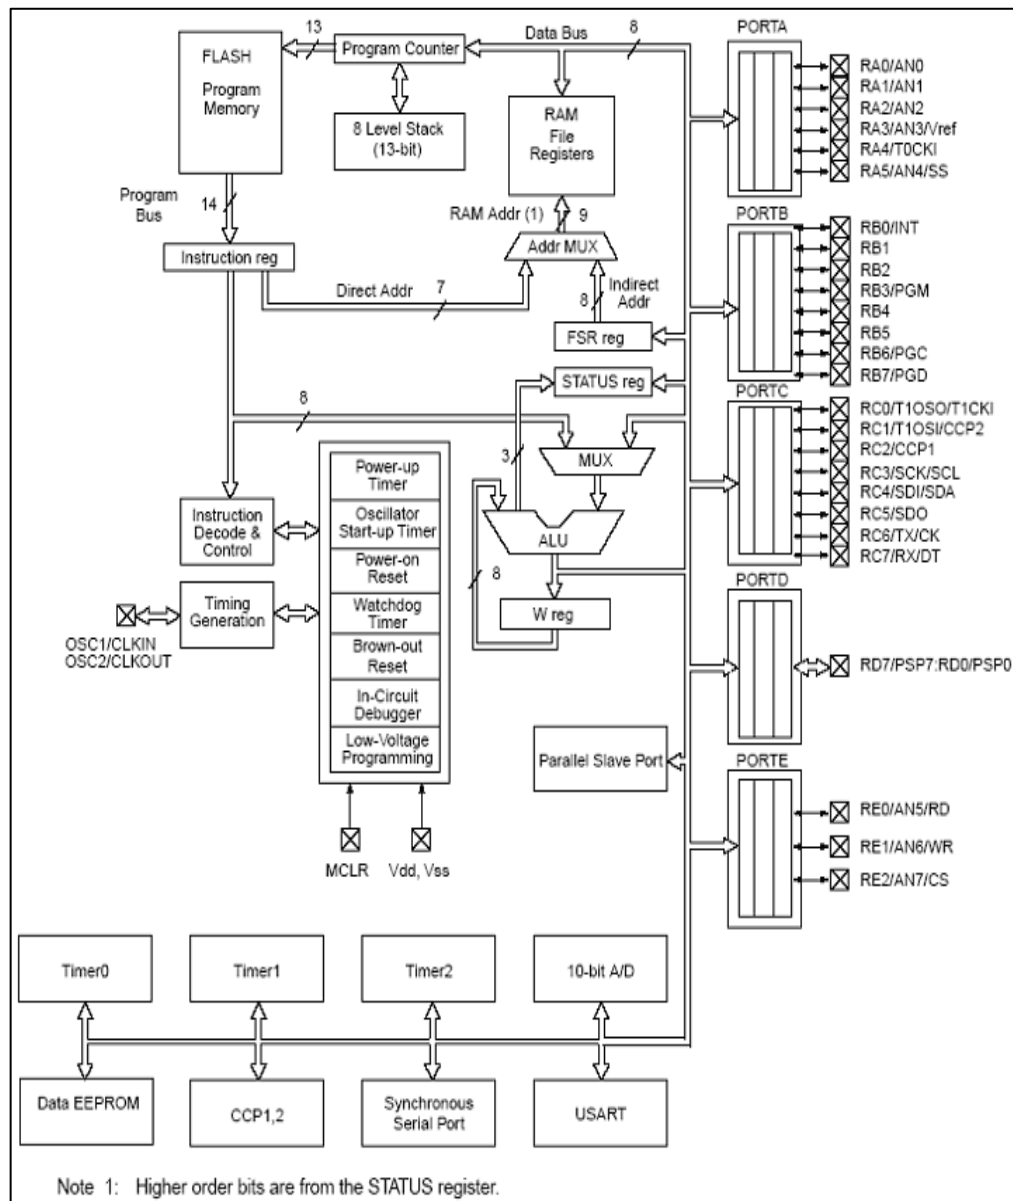 FLASH
Program
Memory
13
Program Counter
Data Bus
8
8 Level Stack
(13-bit)
RAM
File
Registers
Program
Bus
14
RAM Addr (1)
9
Addr MUX
Instruction reg
Direct Addr
7
Indirect
Addr
8
FSR reg
STATUS reg
8
3
MUX
ALU
8
W reg
Instruction
Decode &
Control
Timing
Generation
OSC1/CLKIN
OSC2/CLKOUT
Power-up
Timer
Oscillator
Start-up Timer
Power-on
Reset
Watchdog
Timer
Brown-out
Reset
In-Circuit
Debugger
Low-Voltage
Programming
MCLR
Vdd, Vss
Parallel Slave Port
PORTA
RA0/AN0
RA1/AN1
RA2/AN2
RA3/AN3/Vref
RA4/T0CKI
RA5/AN4/SS
PORTB
RB0/INT
RB1
RB2
RB3/PGM
RB4
RB5
RB6/PGC
RB7/PGD
PORTC
RC0/T1OSO/T1CKI
RC1/T1OSI/CCP2
RC2/CCP1
RC3/SCK/SCL
RC4/SDI/SDA
RC5/SDO
RC6/TX/CK
RC7/RX/DT
PORTD
RD7/PSP7:RD0/PSP0
PORTE
RE0/AN5/RD
RE1/AN6/WR
RE2/AN7/CS
Timer0
Timer1
Timer2
10-bit A/D
Data EEPROM
CCP1,2
Synchronous
Serial Port
USART
Note 1: Higher order bits are from the STATUS register.